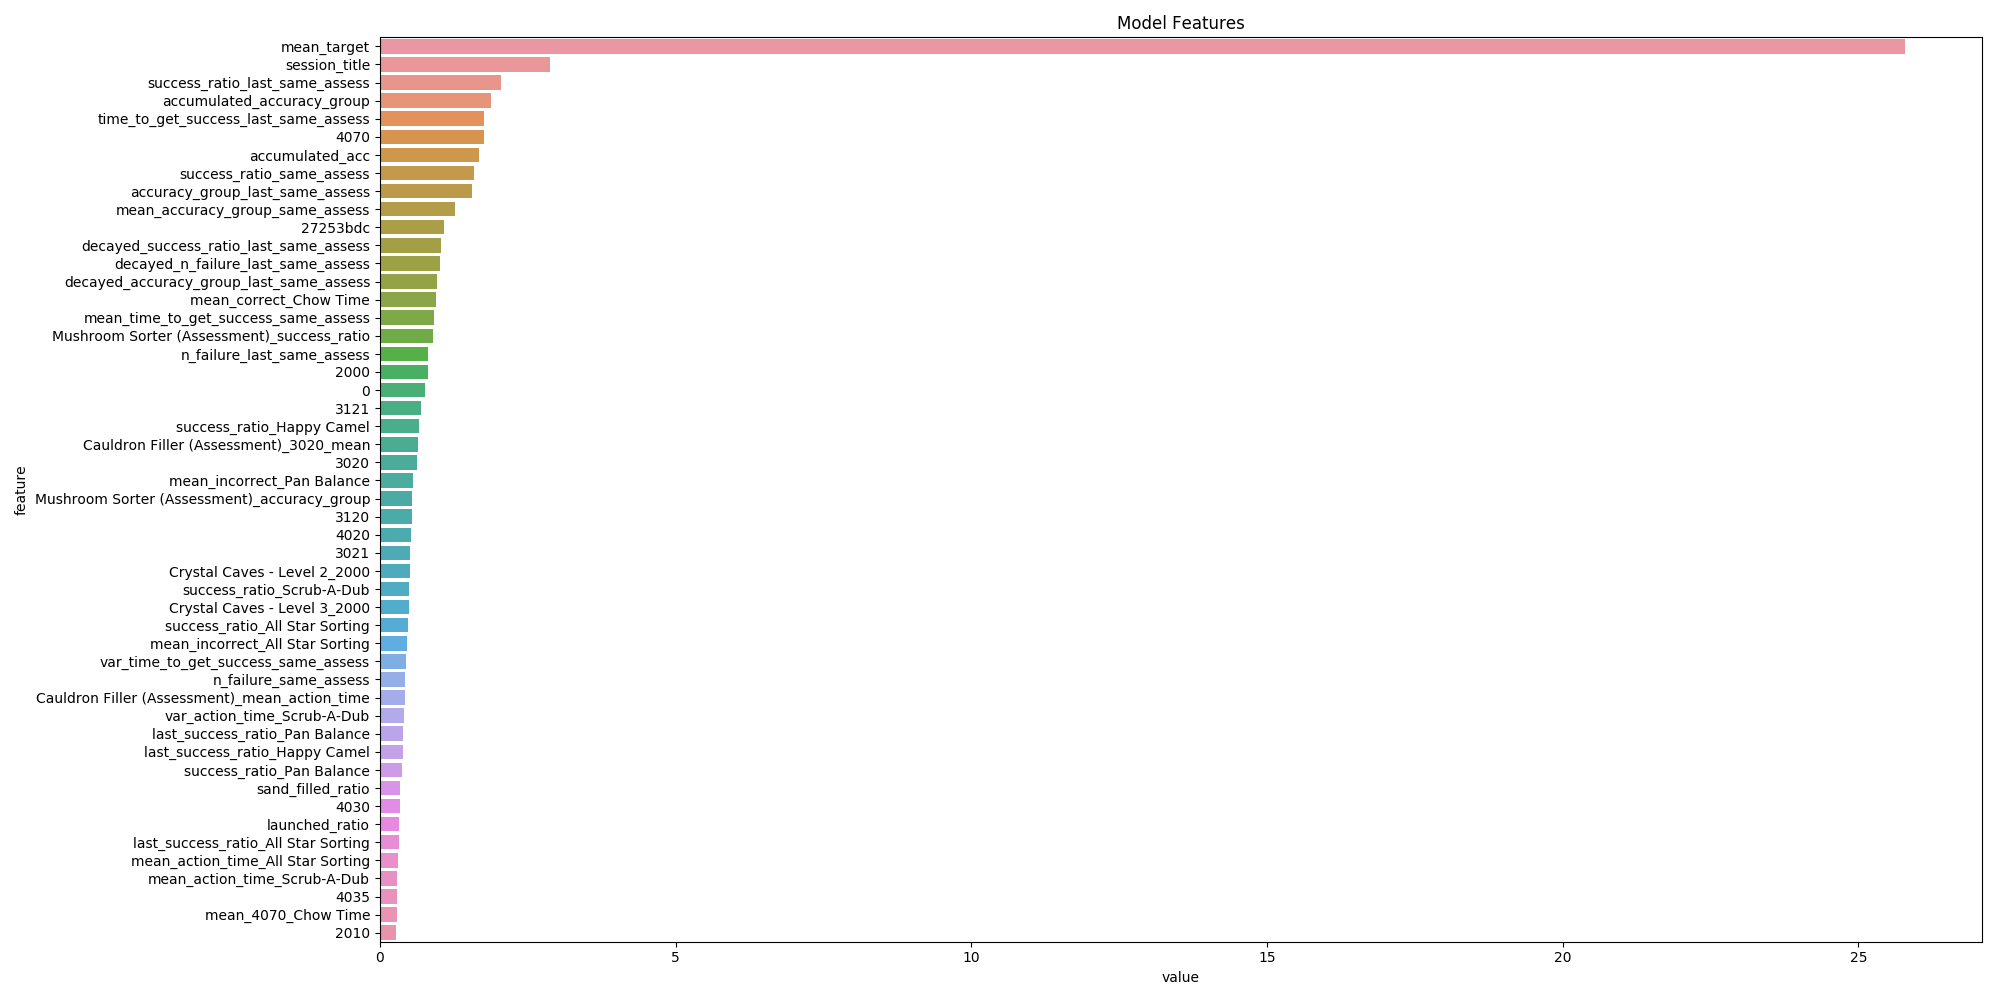 Model Features
mean_target
session_title
success_ratio_last_same_assess
accumulated_accuracy_group
time_to_get_success_last_same_assess
4070
accumulated_acc
success_ratio_same_assess
accuracy_group_last_same_assess
mean_accuracy_group_same_assess
27253bdc
decayed_success_ratio_last_same_assess
decayed_n_failure_last_same_assess
decayed_accuracy_group_last_same_assess
mean_correct_Chow Time
mean_time_to_get_success_same_assess
Mushroom Sorter (Assessment)_success_ratio
n_failure_last_same_assess
2000
0
3121
success_ratio_Happy Camel
Cauldron Filler (Assessment)_3020_mean
3020
mean_incorrect_Pan Balance
Mushroom Sorter (Assessment)_accuracy_group
3120
4020
3021
Crystal Caves - Level 2_2000
success_ratio_Scrub-A-Dub
Crystal Caves - Level 3_2000
success_ratio_All Star Sorting
mean_incorrect_All Star Sorting
var_time_to_get_success_same_assess
n_failure_same_assess
Cauldron Filler (Assessment)_mean_action_time
var_action_time_Scrub-A-Dub
last_success_ratio_Pan Balance
last_success_ratio_Happy Camel
success_ratio_Pan Balance
sand_filled_ratio
4030
launched_ratio
last_success_ratio_All Star Sorting
mean_action_time_All Star Sorting
mean_action_time_Scrub-A-Dub
4035
mean_4070_Chow Time
2010
feature
0 5 10 15 20 25
value